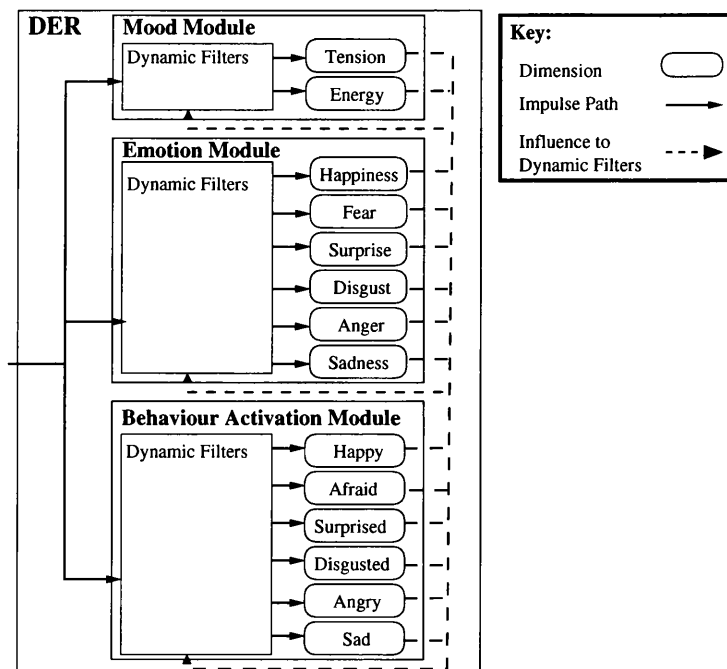 DER
Mood Module
Dynamic Filters
Tension
Energy
Emotion Module
Dynamic Filters
Happiness
Fear
Surprise
Disgust
Anger
Sadness
Behaviour Activation Module
Dynamic Filters
Happy
Afraid
Surprised
Disgusted
Angry
Sad
Key:
Dimension
Impulse Path
Influence to
Dynamic Filters